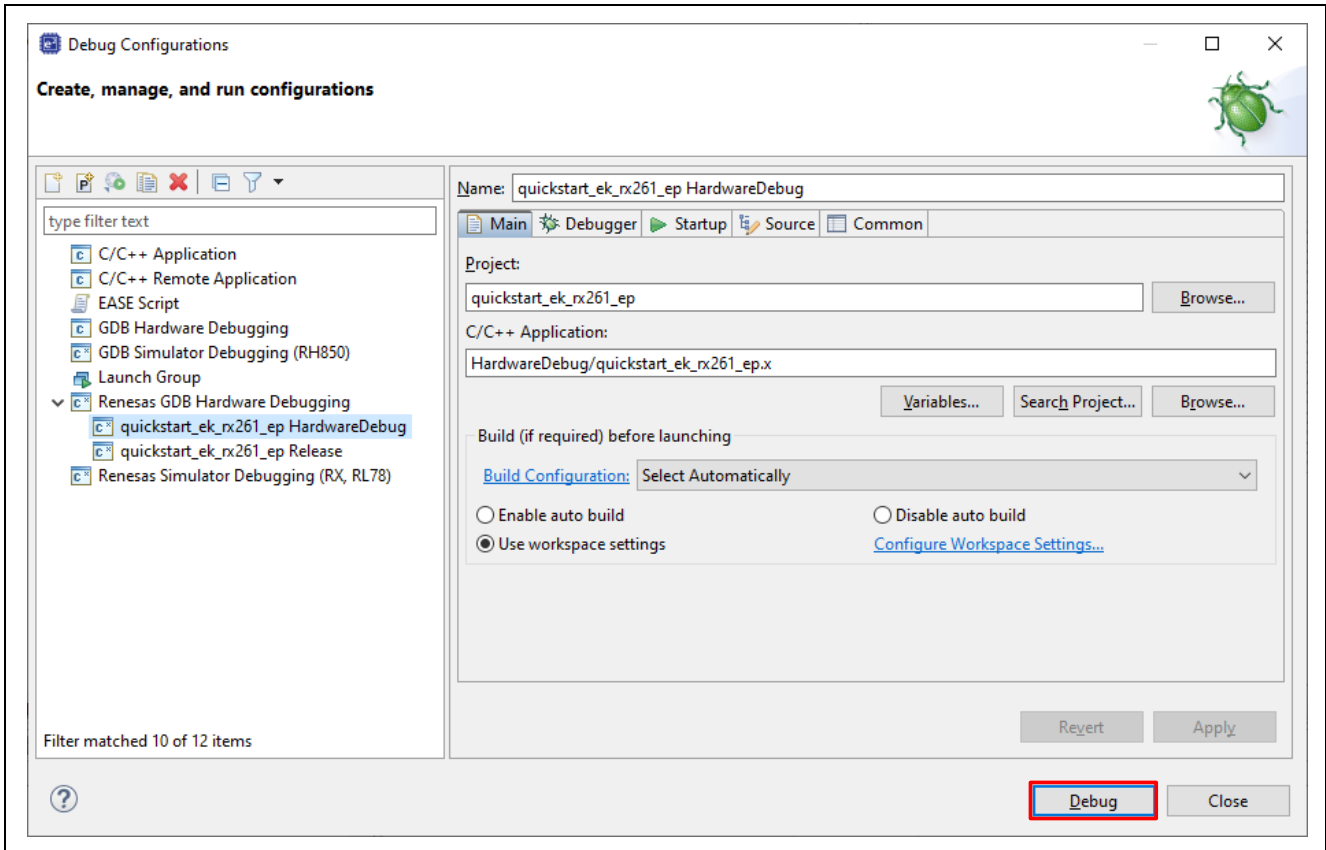 Debug Configurations
Create, manage, and run configurations
type filter text
C/C++ Application
C/C++ Remote Application
EASE Script
GDB Hardware Debugging
GDB Simulator Debugging (RH850)
Launch Group
Renesas GDB Hardware Debugging
quickstart_ek_rx261_ep HardwareDebug
quickstart_ek_rx261_ep Release
Renesas Simulator Debugging (RX, RL78)
Filter matched 10 of 12 items
Name: quickstart_ek_rx261_ep HardwareDebug
Main Debugger Startup Source Common
Project:
quickstart_ek_rx261_ep Browse...
C/C++ Application:
HardwareDebug/quickstart_ek_rx261_ep.x
Variables... Search Project... Browse...
Build (if required) before launching
Build Configuration: Select Automatically
Enable auto build Disable auto build
Use workspace settings Configure Workspace Settings...
Revert Apply
Debug Close